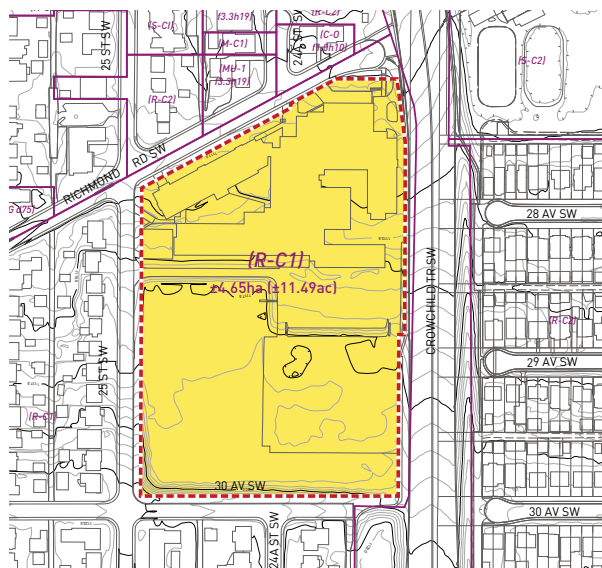 f3.3h19)
(R-C2)
(S-C1)
25 ST SW
24 ST SW
(C-O
f1.0h10)
(M-C1)
(MU-1
f3.3h19)
(R-C2)
(S-C2)
RICHMOND RD SW
G d75)
28 AV SW
(R-C1)
±4.65ha (±11.49ac)
CROWCHILD TR SW
(R-C2)
25 ST SW
29 AV SW
(R-C1)
30 AV SW
30 AV SW
24A ST SW